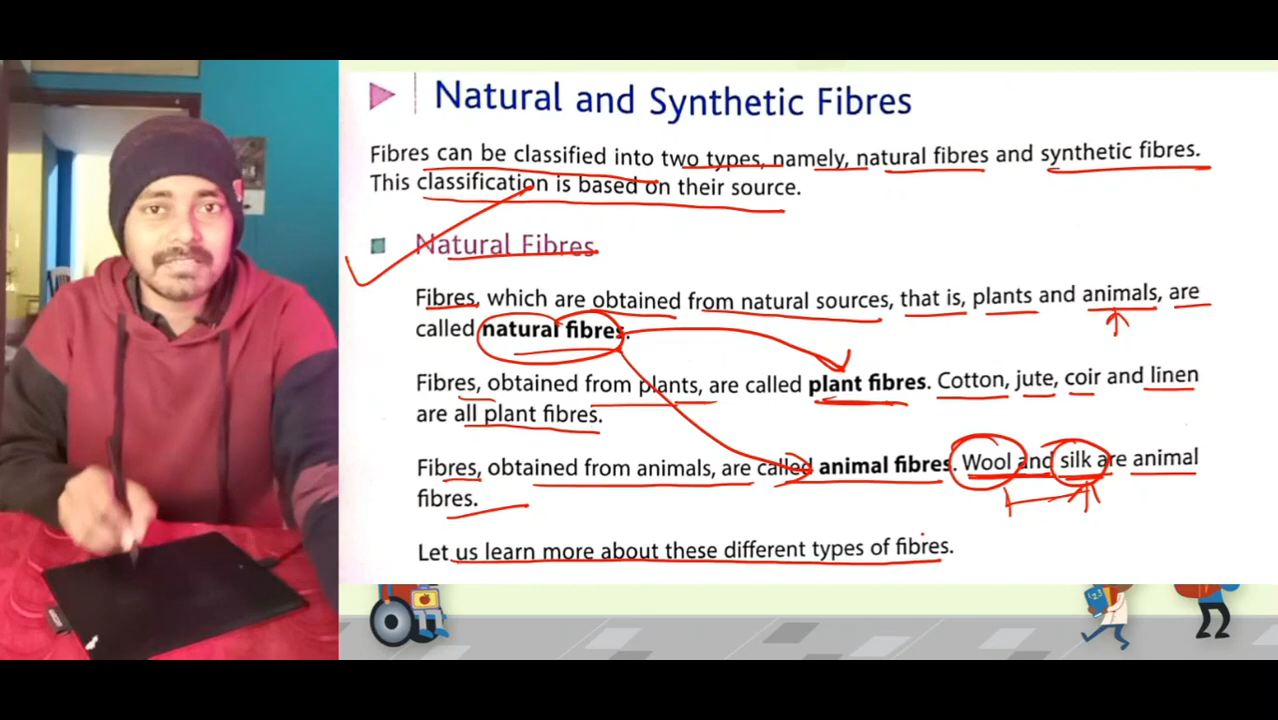 Natural and Synthetic Fibres
Fibres can be classified into two types, namely, natural fibres and synthetic fibres.
This classification is based on their source.
Natural Fibres
Fibres, which are obtained from natural sources, that is, plants and animals, are
called natural fibres.
Fibres, obtained from plants, are called plant fibres. Cotton, jute, coir and linen
are all plant fibres.
Fibres, obtained from animals, are called animal fibres. Wool and silk are animal
fibres.
Let us learn more about these different types of fibres.
123